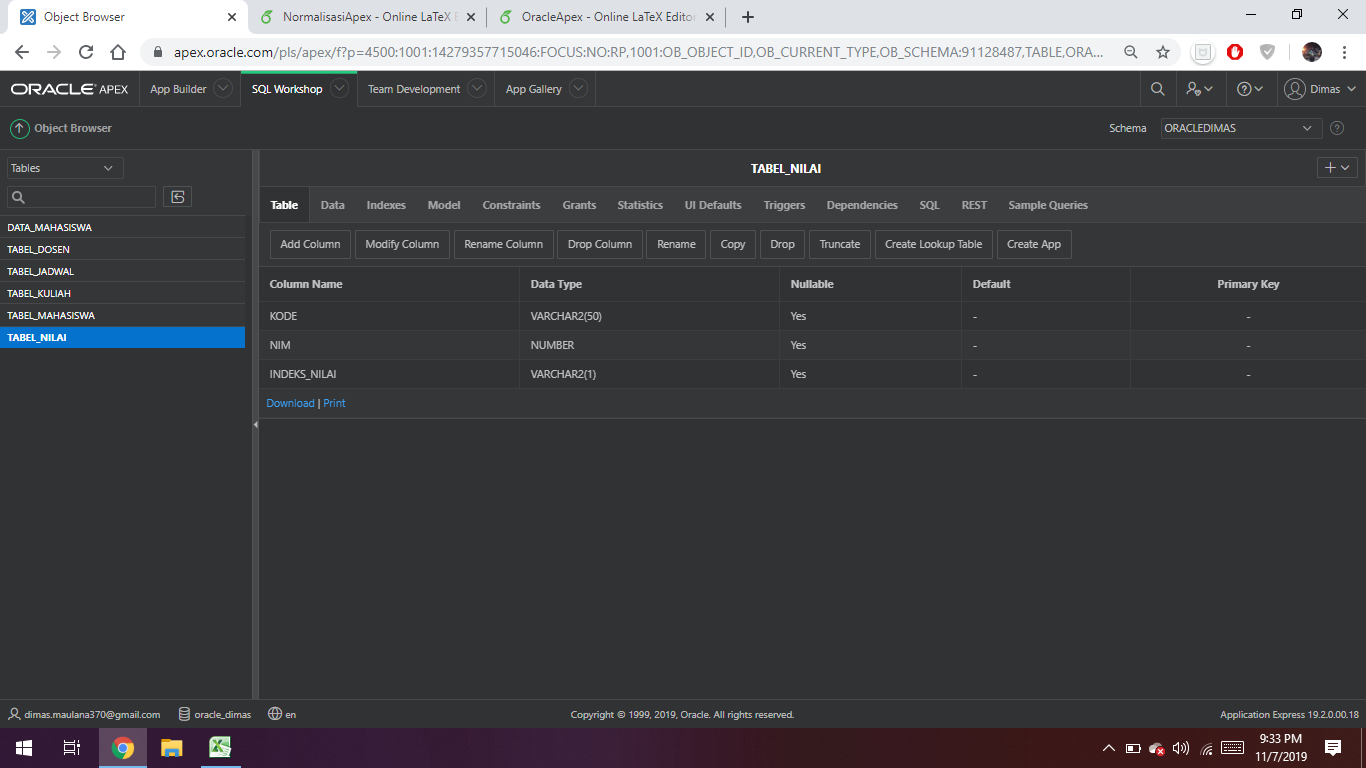 Object Browser
NormalisasiApex - Online LaTeX E
OracleApex - Online LaTeX Editor
apex.oracle.com/pls/apex/f?p=4500:1001:14279357715046:FOCUS:NO:RP,1001:OB_OBJECT_ID,OB_CURRENT_TYPE,OB_SCHEMA:91128487,TABLE,ORA...
ORACLE APEX App Builder SQL Workshop Team Development App Gallery Dimas
Object Browser Schema ORACLEDIMAS
Tables
DATA_MAHASISWA
TABEL_DOSEN
TABEL_JADWAL
TABEL_KULIAH
TABEL_MAHASISWA
TABEL_NILAI
TABEL_NILAI
Table Data Indexes Model Constraints Grants Statistics UI Defaults Triggers Dependencies SQL REST Sample Queries
Add Column Modify Column Rename Column Drop Column Rename Copy Drop Truncate Create Lookup Table Create App
Column Name Data Type Nullable Default Primary Key
KODE VARCHAR2(50) Yes - -
NIM NUMBER Yes - -
INDEKS_NILAI VARCHAR2(1) Yes - -
Download | Print
dimas.maulana370@gmail.com oracle_dimas en Copyright © 1999, 2019, Oracle. All rights reserved. Application Express 19.2.0.00.18
9:33 PM
11/7/2019